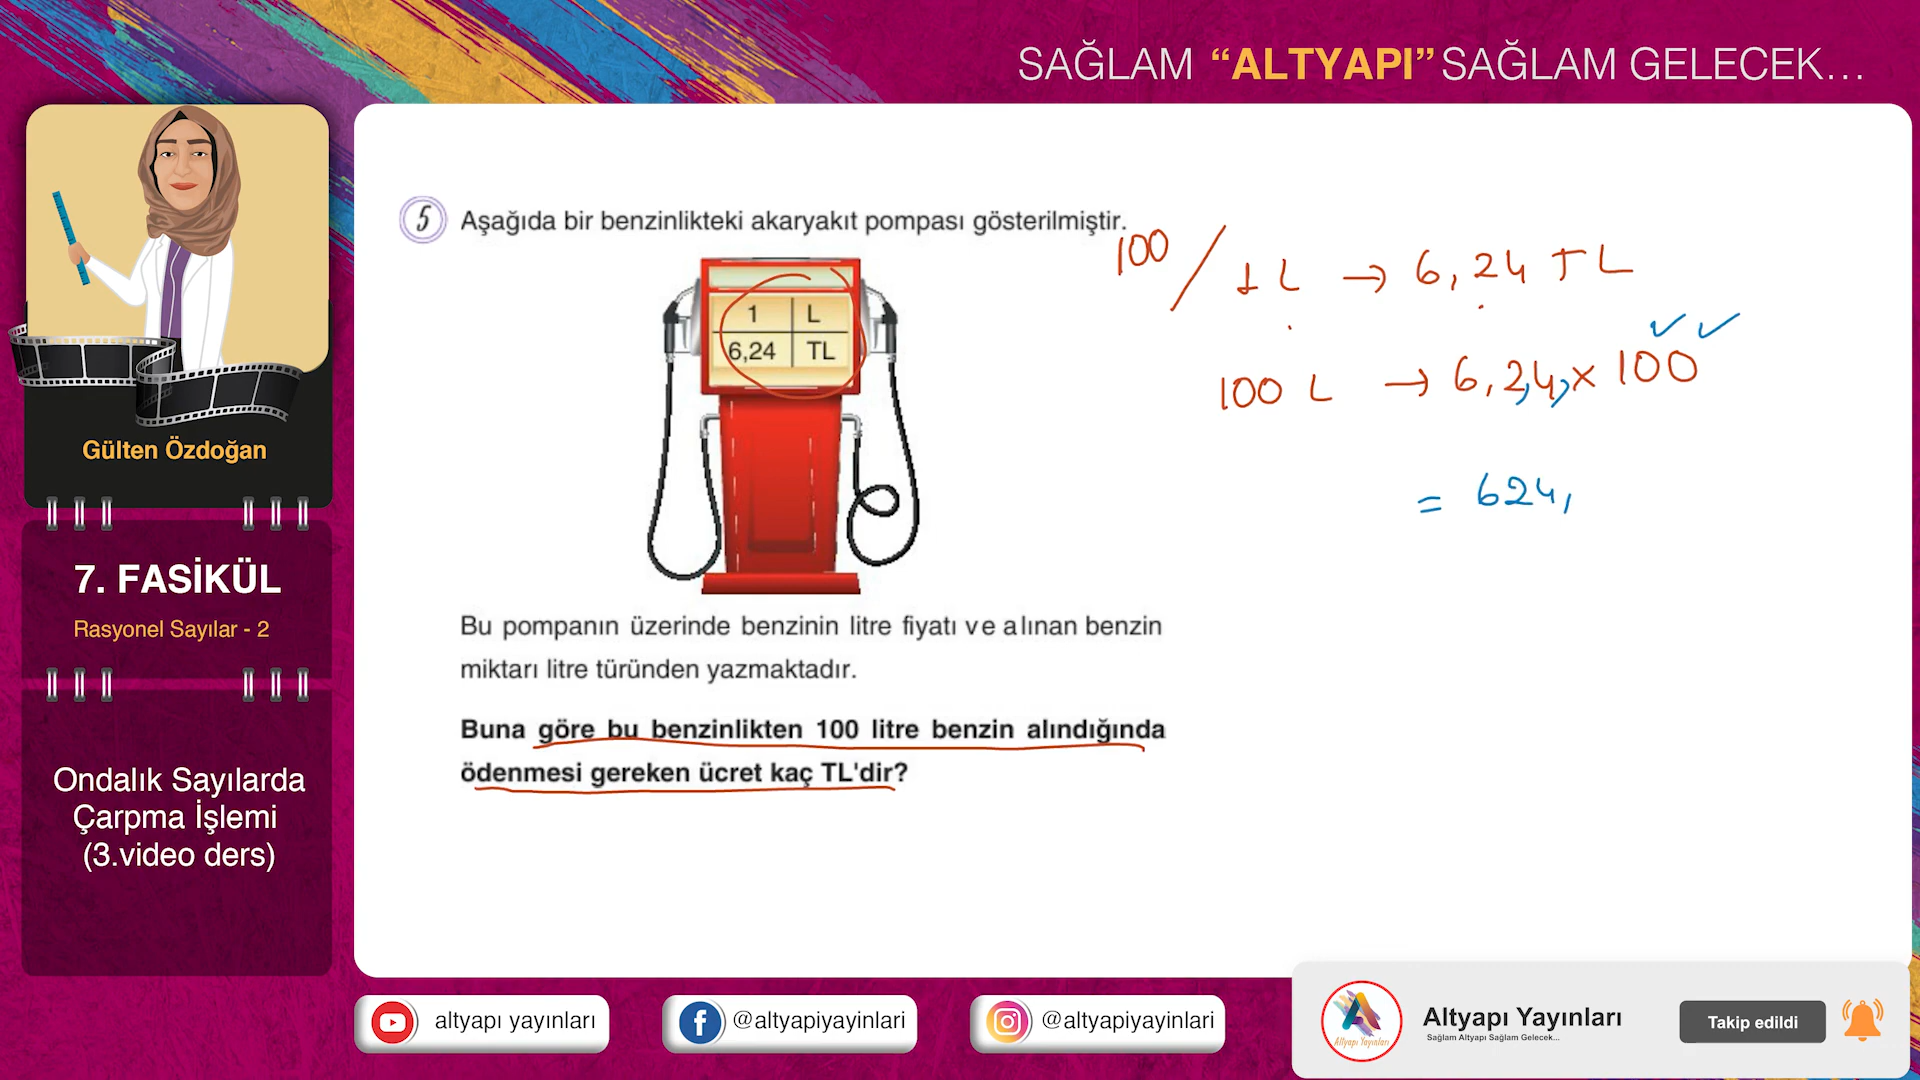 SAĞLAM “ALTYAPI” SAĞLAM GELECEK...
Gülten Özdoğan
7. FASİKÜL
Rasyonel Sayılar - 2
Ondalık Sayılarda
Çarpma İşlemi
(3.video ders)
5 Aşağıda bir benzinlikteki akaryakıt pompası gösterilmiştir.
1 L
6,24 TL
100 / 1 L → 6,24 TL
100 L → 6,24 x 100
= 624,
Bu pompanın üzerinde benzinin litre fiyatı ve alınan benzin
miktarı litre türünden yazmaktadır.
Buna göre bu benzinlikten 100 litre benzin alındığında
ödenmesi gereken ücret kaç TL'dir?
altyapı yayınları
@altyapiyayinlari
@altyapiyayinlari
Altyapı Yayınları
Altyapı Yayınları
Sağlam Altyapı Sağlam Gelecek...
Takip edildi